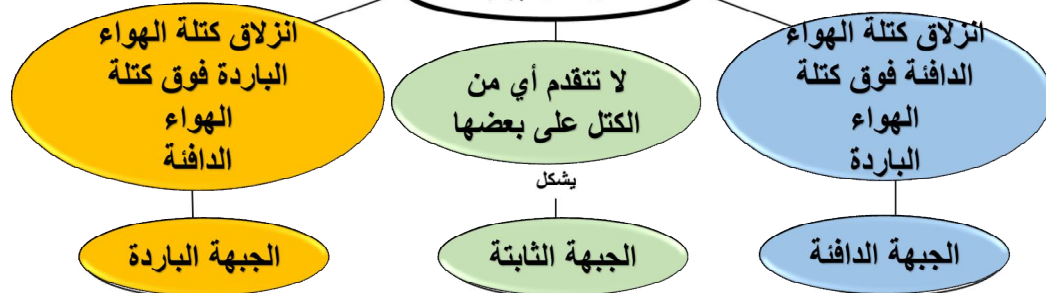 انزلاق كتلة الهواء
الدافئة فوق كتلة
الهواء
الباردة
لا تتقدم أي من
الكتل على بعضها
انزلاق كتلة الهواء
الباردة فوق كتلة
الهواء
الدافئة
يشكل
الجبهة الدافئة
الجبهة الثابتة
الجبهة الباردة